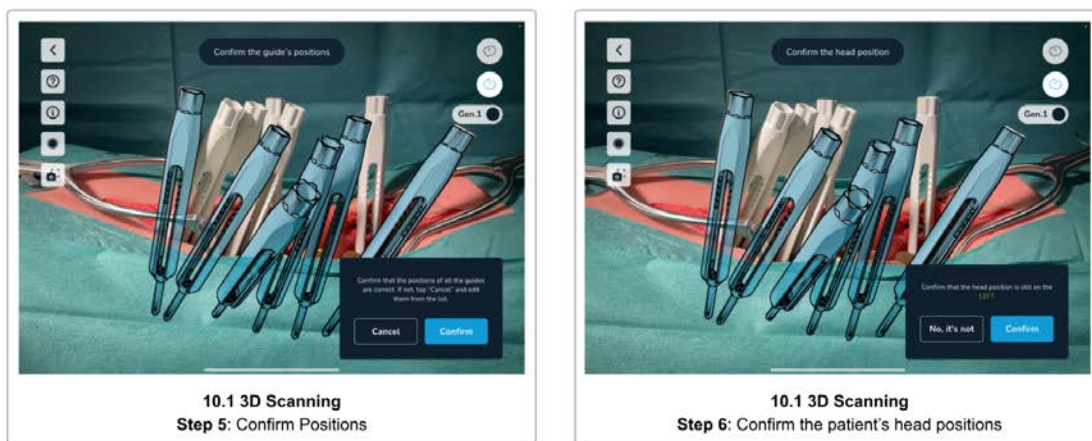 Confirm the guide's positions
Gen.1
Confirm that the positions of all the guides
are correct. If not, tap "Cancel" and edit
them from the list.
Cancel
Confirm
10.1 3D Scanning
Step 5: Confirm Positions
Confirm the head position
Gen.1
Confirm that the head position is still on the
LEFT
No, it's not
Confirm
10.1 3D Scanning
Step 6: Confirm the patient's head positions